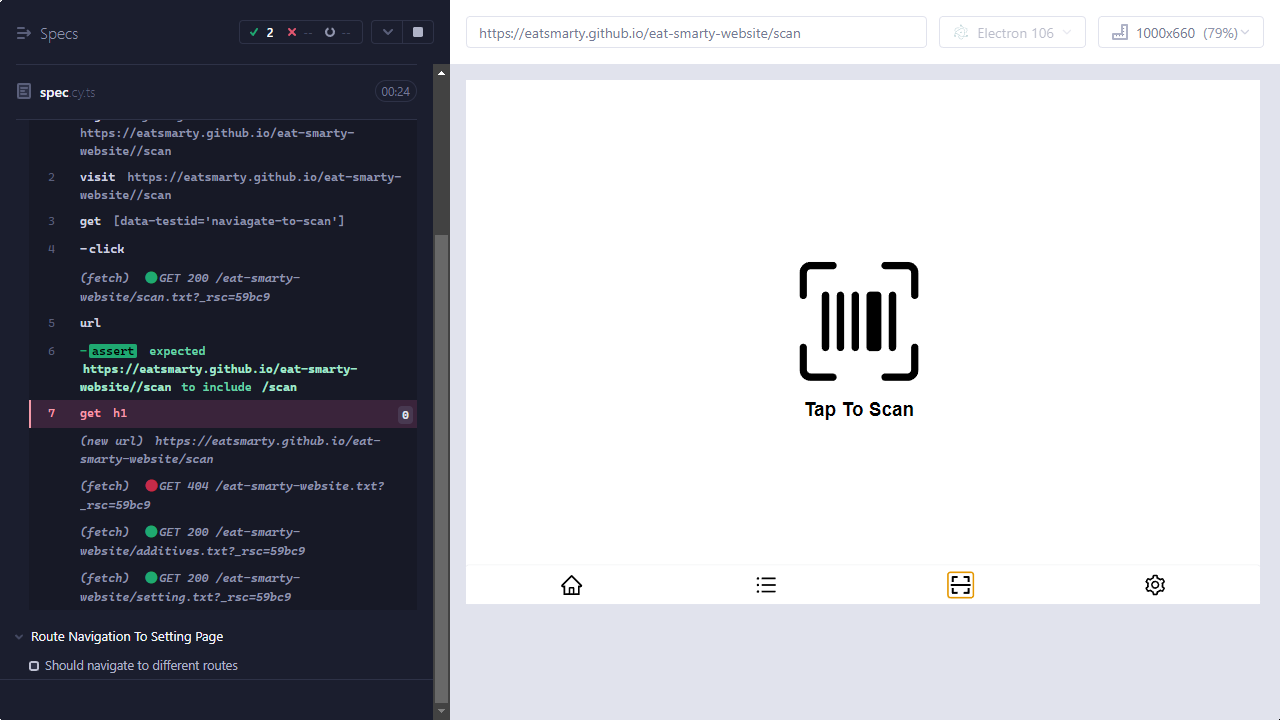 Specs
2
--
--
https://eatsmarty.github.io/eat-smarty-website/scan
Electron 106
1000x660 (79%)
spec.cy.ts
00:24
https://eatsmarty.github.io/eat-smarty-
website//scan
2 visit https://eatsmarty.github.io/eat-smarty-
website//scan
3 get [data-testid='naviagate-to-scan']
4 -click
(fetch) GET 200 /eat-smarty-
website/scan.txt?_rsc=59bc9
5 url
6 -assert expected
https://eatsmarty.github.io/eat-smarty-
website//scan to include /scan
7 get h1 0
(new url) https://eatsmarty.github.io/eat-
smarty-website/scan
(fetch) GET 404 /eat-smarty-website.txt?
_rsc=59bc9
(fetch) GET 200 /eat-smarty-
website/additives.txt?_rsc=59bc9
(fetch) GET 200 /eat-smarty-
website/setting.txt?_rsc=59bc9
Route Navigation To Setting Page
Should navigate to different routes
Tap To Scan